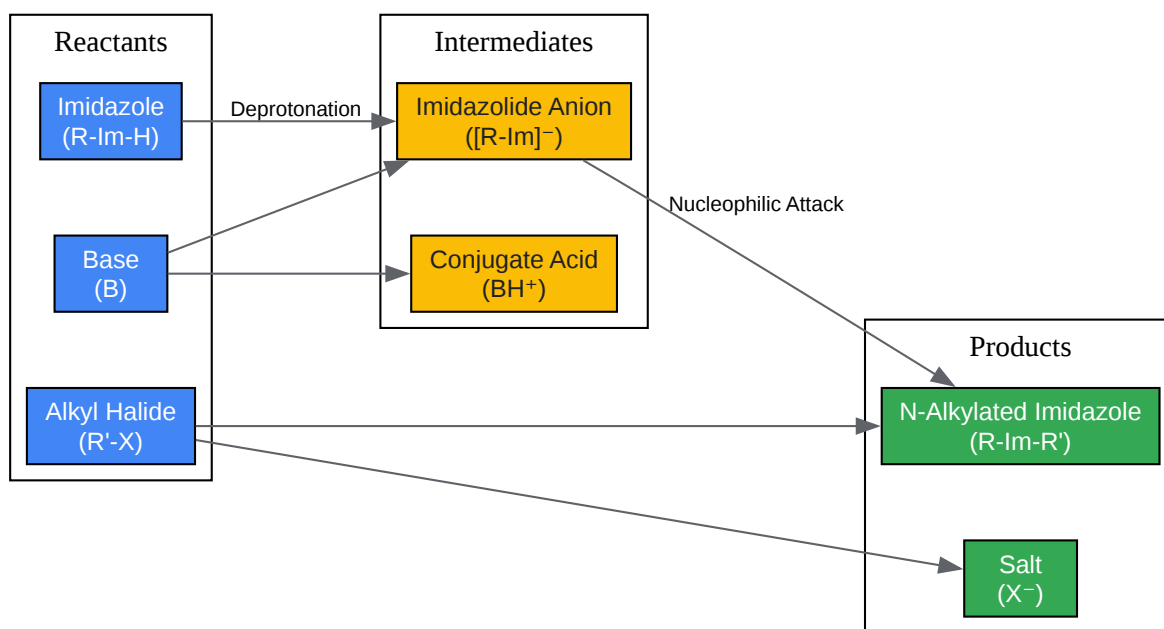 Reactants
Imidazole
(R-Im-H)
Base
(B)
Alkyl Halide
(R'-X)
Deprotonation
Intermediates
Imidazolide Anion
([R-Im]⁻)
Conjugate Acid
(BH⁺)
Nucleophilic Attack
Products
N-Alkylated Imidazole
(R-Im-R')
Salt
(X⁻)